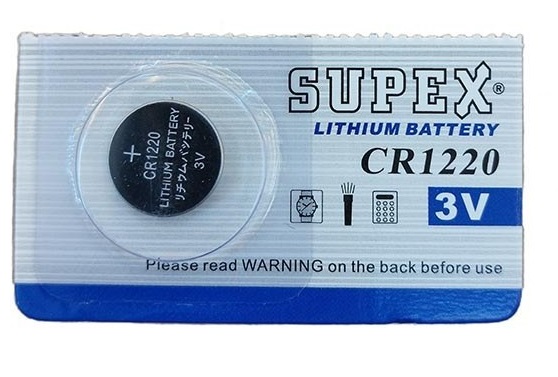 SUPEX®
LITHIUM BATTERY
CR1220
3V
+
CR1220
LITHIUM BATTERY
リチウムバッテリー
3V
Please read WARNING on the back before use